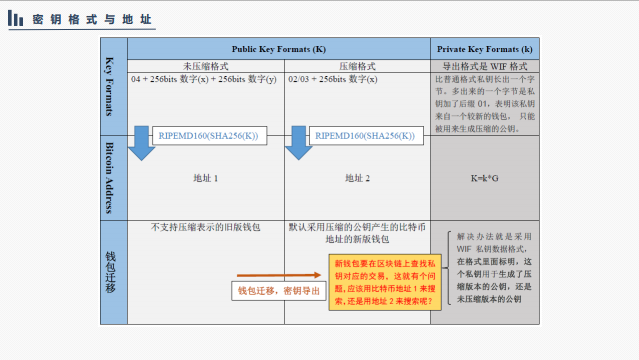 密钥格式与地址
Public Key Formats (K)
Private Key Formats (k)
Key Formats
未压缩格式
压缩格式
导出格式是 WIF 格式
04 + 256bits 数字(x) + 256bits 数字(y)
02/03 + 256bits 数字(x)
比普通格式私钥长出一个字
节。多出来的一个字节是私
钥加了后缀 01，表明该私钥
来自一个较新的钱包， 只能
被用来生成压缩的公钥。
RIPEMD160(SHA256(K))
RIPEMD160(SHA256(K))
Bitcoin Address
地址 1
地址 2
K=k*G
钱包迁移
不支持压缩表示的旧版钱包
默认采用压缩的公钥产生的比特币
地址的新版钱包
钱包迁移，密钥导出
新钱包要在区块链上查找私
钥对应的交易。这就有个问
题,应该用比特币地址 1 来搜
索,还是用地址 2 来搜索呢?
解决办法就是采用
WIF 私钥数据格式，
在格式里面标明，这
个私钥用于生成了压
缩版本的公钥，还是
未压缩版本的公钥